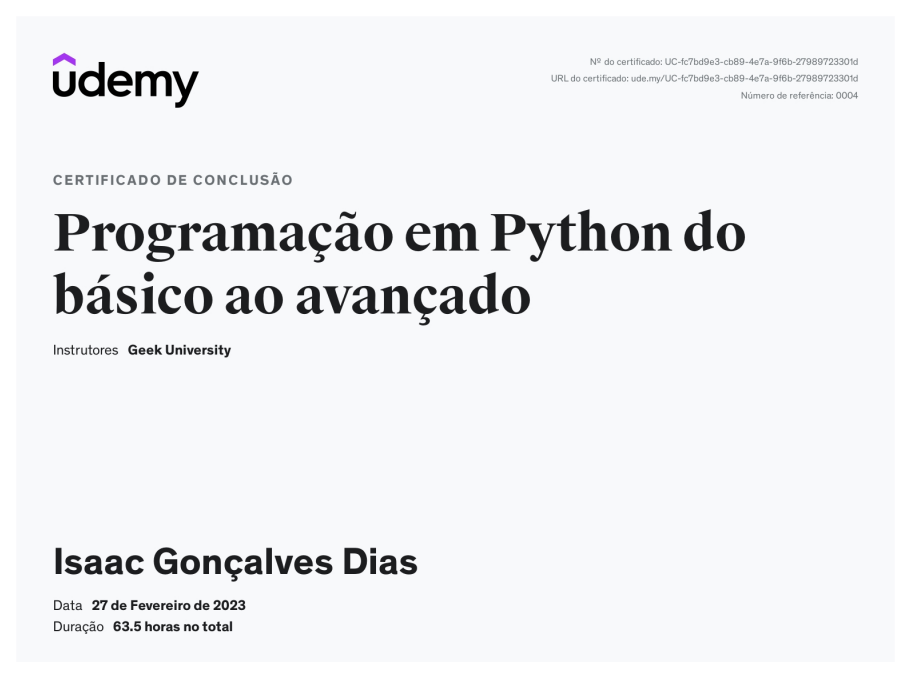 udemy
Nº do certificado: UC-fc7bd9e3-cb89-4e7a-9f6b-27989723301d
URL do certificado: ude.my/UC-fc7bd9e3-cb89-4e7a-9f6b-27989723301d
Número de referência: 0004
CERTIFICADO DE CONCLUSÃO
Programação em Python do
básico ao avançado
Instrutores Geek University
Isaac Gonçalves Dias
Data 27 de Fevereiro de 2023
Duração 63.5 horas no total